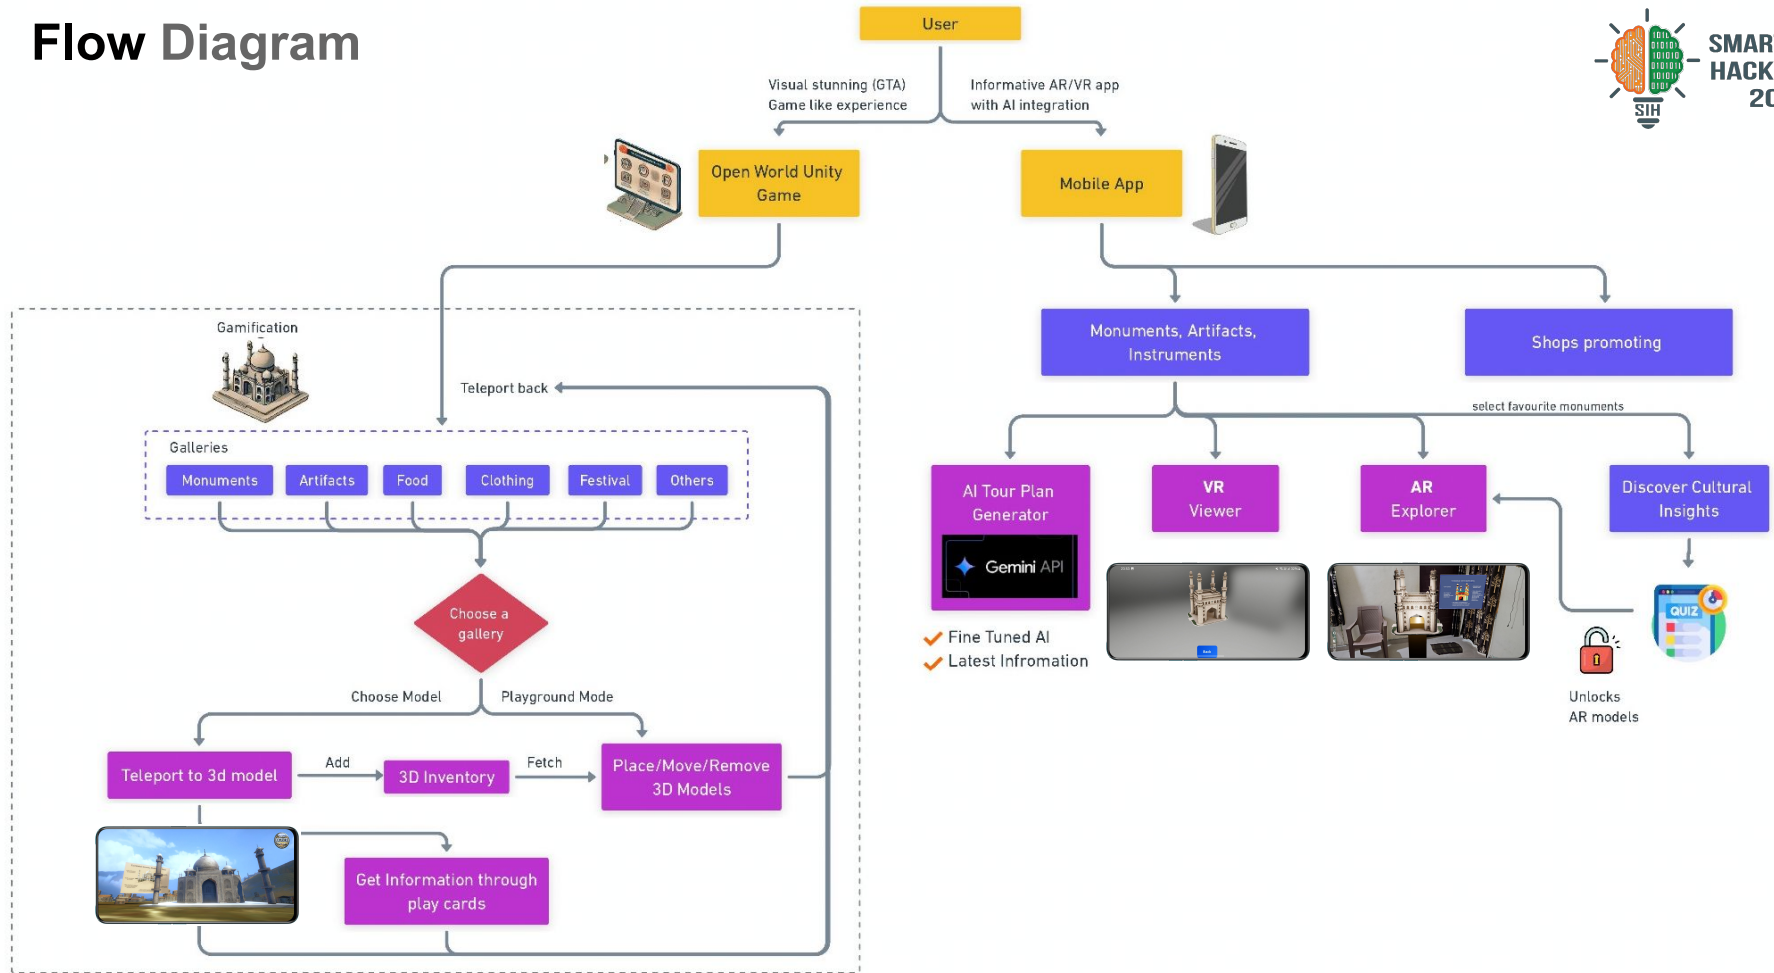 Flow Diagram
User
SMAR
HACK
SIH
Visual stunning (GTA)
Game like experience
Informative AR/VR app
with AI integration
Open World Unity
Game
Mobile App
Gamification
Monuments, Artifacts,
Instruments
Shops promoting
Teleport back
select favourite monuments
Galleries
Monuments
Artifacts
Food
Clothing
Festival
Others
AI Tour Plan
Generator
Gemini API
VR
Viewer
AR
Explorer
Discover Cultural
Insights
QUIZ
Choose a
gallery
Fine Tuned AI
Latest Infromation
Unlocks
AR models
Choose Model
Playground Mode
Teleport to 3d model
Add
3D Inventory
Fetch
Place/Move/Remove
3D Models
Get Information through
play cards